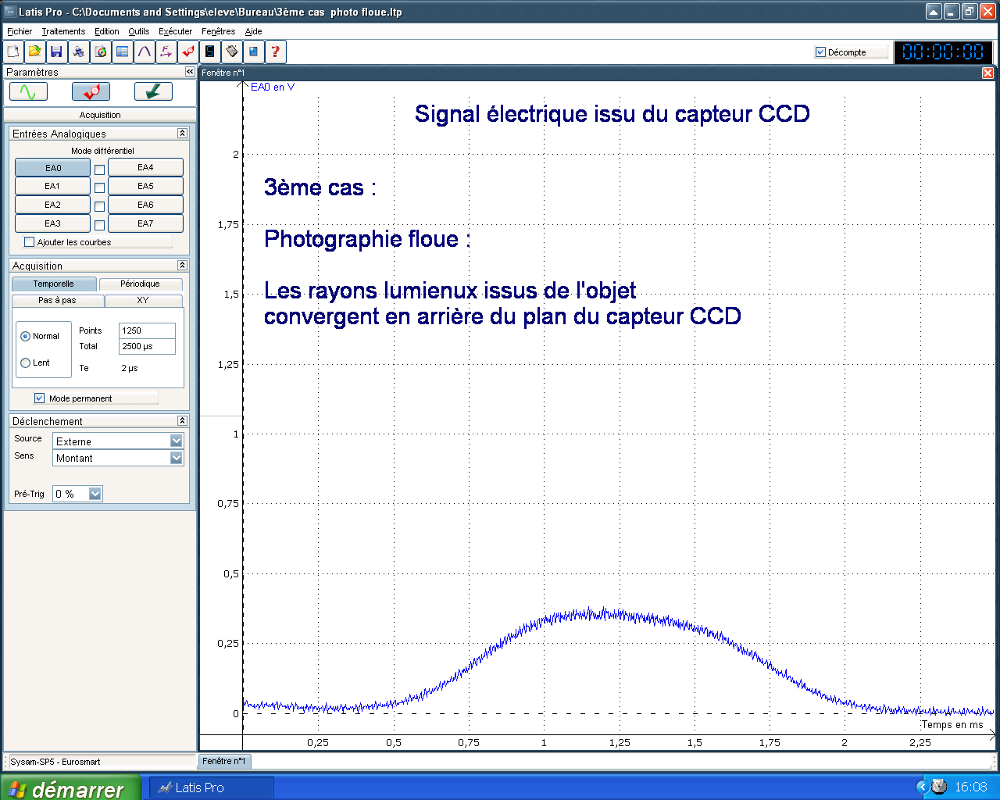 Latis Pro - C:\Documents and Settings\eleve\Bureau\3ème cas  photo floue.ltp
Fichier Traitements Edition Outils Exécuter Fenêtres Aide
Décompte 00:00:00
Paramètres
Acquisition
Entrées Analogiques
Mode différentiel
EA0 EA4
EA1 EA5
EA2 EA6
EA3 EA7
Ajouter les courbes
Acquisition
Temporelle Périodique
Pas à pas XY
Normal
Lent
Points 1250
Total 2500 µs
Te 2 µs
Mode permanent
Déclenchement
Source Externe
Sens Montant
Pré-Trig 0 %
Fenêtre n°1
EA0 en V
Signal électrique issu du capteur CCD
3ème cas :
Photographie floue :
Les rayons lumienux issus de l'objet
convergent en arrière du plan du capteur CCD
2
1,75
1,5
1,25
1
0,75
0,5
0,25
0
Temps en ms
0,25 0,5 0,75 1 1,25 1,5 1,75 2 2,25
Sysam-SP5 - Eurosmart
Fenêtre n°1
démarrer Latis Pro 16:08